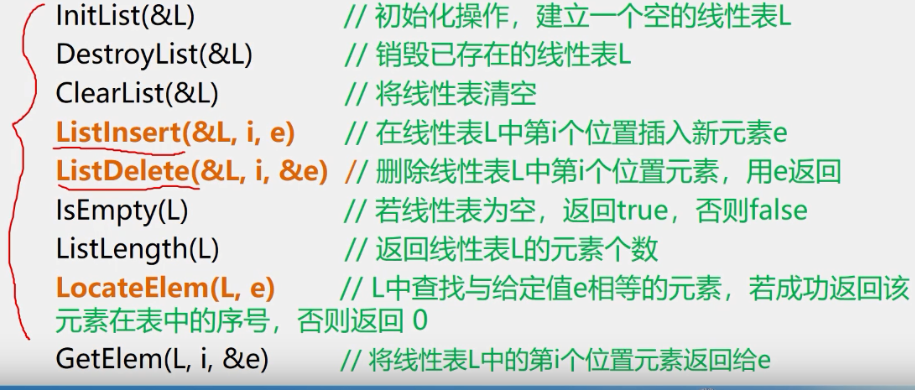 InitList(&L) // 初始化操作，建立一个空的线性表L
DestroyList(&L) // 销毁已存在的线性表L
ClearList(&L) // 将线性表清空
ListInsert(&L, i, e) // 在线性表L中第i个位置插入新元素e
ListDelete(&L, i, &e) // 删除线性表L中第i个位置元素，用e返回
IsEmpty(L) // 若线性表为空，返回true，否则false
ListLength(L) // 返回线性表L的元素个数
LocateElem(L, e) // L中查找与给定值e相等的元素，若成功返回该
元素在表中的序号，否则返回 0
GetElem(L, i, &e) // 将线性表L中的第i个位置元素返回给e